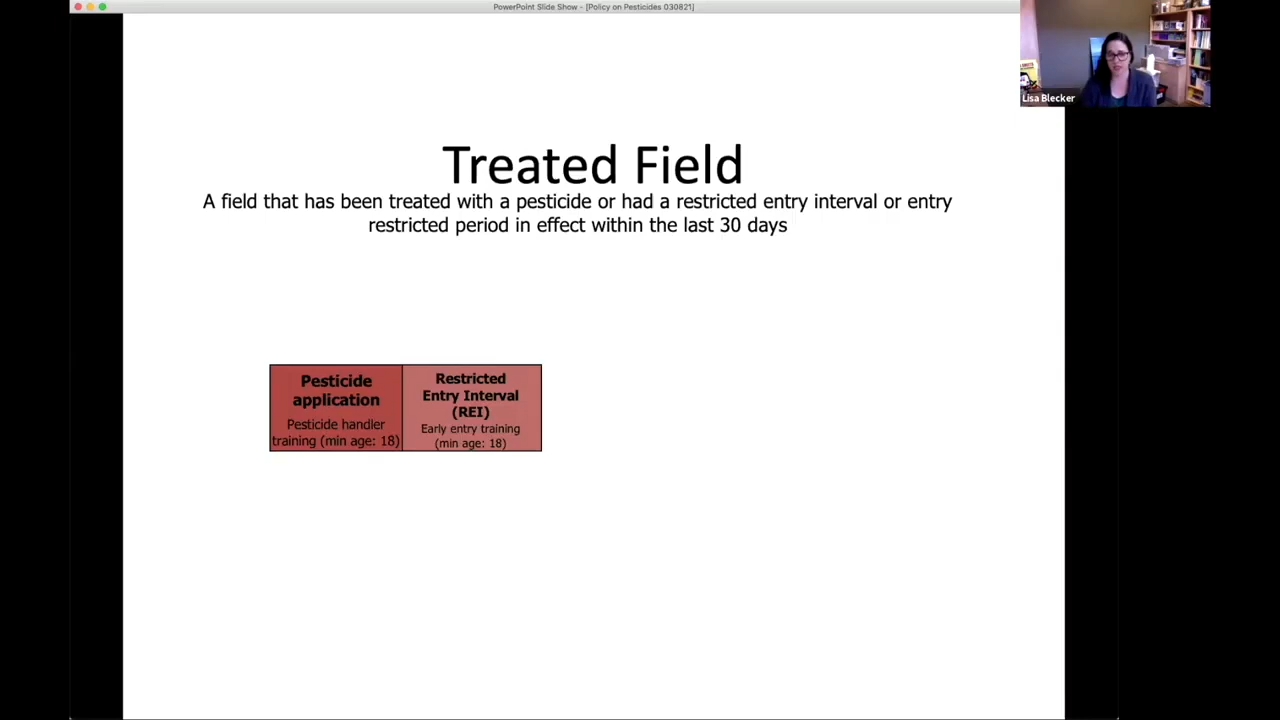 PowerPoint Slide Show - [Policy on Pesticides 030821]
Lisa Blecker
Treated Field
A field that has been treated with a pesticide or had a restricted entry interval or entry
restricted period in effect within the last 30 days
Pesticide
application
Pesticide handler
training (min age: 18)
Restricted
Entry Interval
(REI)
Early entry training
(min age: 18)